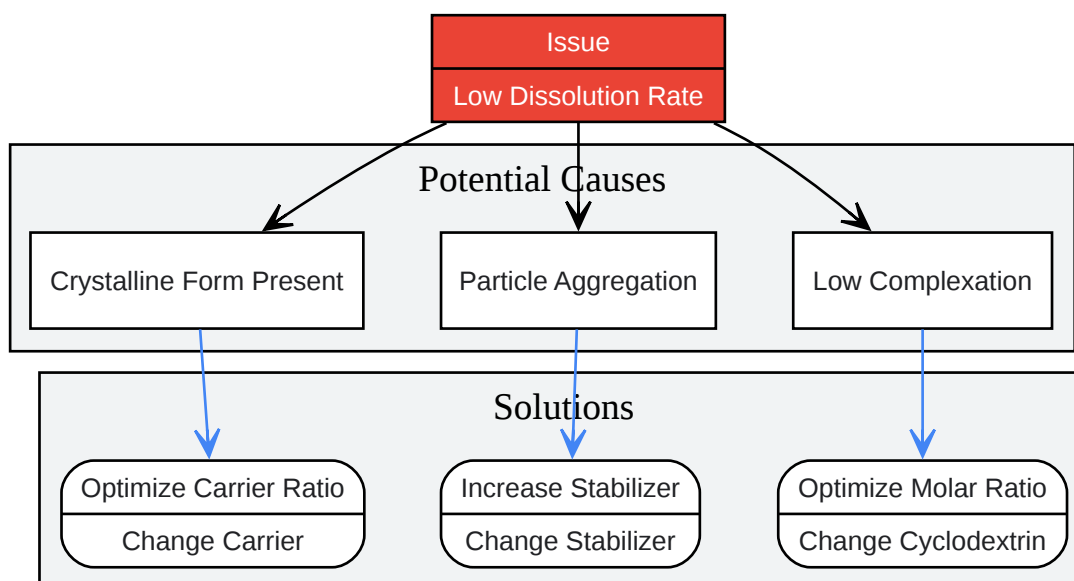 Issue
Low Dissolution Rate
Potential Causes
Crystalline Form Present
Particle Aggregation
Low Complexation
Solutions
Optimize Carrier Ratio
Change Carrier
Increase Stabilizer
Change Stabilizer
Optimize Molar Ratio
Change Cyclodextrin